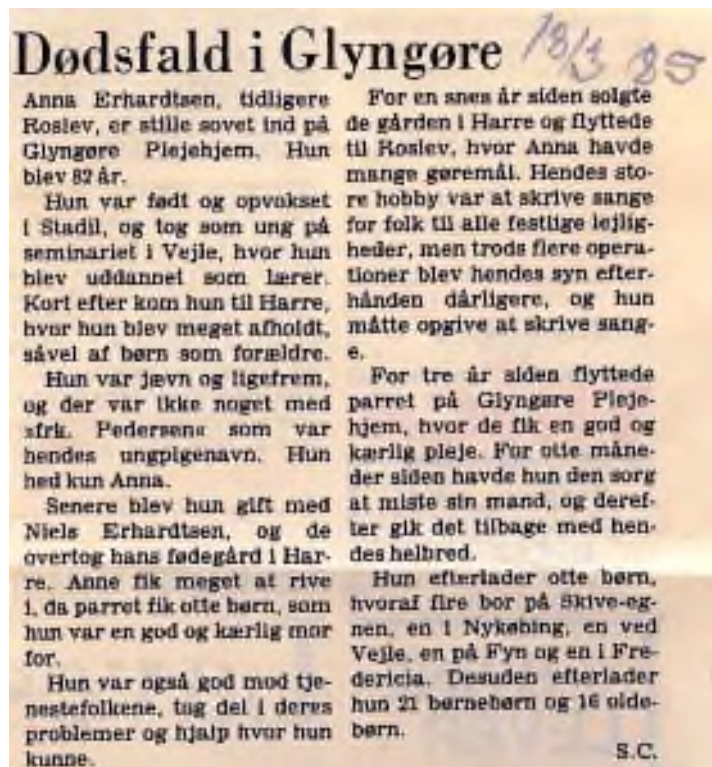 Dødsfald i Glyngøre
18/3 85
Anna Erhardtsen, tidligere
Roslev, er stille sovet ind på
Glyngøre Plejehjem. Hun
blev 82 år.
Hun var født og opvokset
i Stadil, og tog som ung på
seminariet i Vejle, hvor hun
blev uddannet som lærer.
Kort efter kom hun til Harre,
hvor hun blev meget afholdt,
såvel af børn som forældre.
Hun var jævn og ligefrem,
og der var ikke noget med
»frk. Pedersen« som var
hendes ungpigenavn. Hun
hed kun Anna.
Senere blev hun gift med
Niels Erhardtsen, og de
overtog hans fødegård i Har-
re. Anne fik meget at rive
i, da parret fik otte børn, som
hun var en god og kærlig mor
for.
Hun var også god mod tje-
nestefolkene, tog del i deres
problemer og hjalp hvor hun
kunne.
For en snes år siden solgte
de gården i Harre og flyttede
til Roslev, hvor Anna havde
mange gøremål. Hendes sto-
re hobby var at skrive sange
for folk til alle festlige lejlig-
heder, men trods flere opera-
tioner blev hendes syn efter-
hånden dårligere, og hun
måtte opgive at skrive sang-
e.
For tre år siden flyttede
parret på Glyngøre Pleje-
hjem, hvor de fik en god og
kærlig pleje. For otte måne-
der siden havde hun den sorg
at miste sin mand, og deref-
ter gik det tilbage med hen-
des helbred.
Hun efterlader otte børn,
hvoraf fire bor på Skive-eg-
nen, en i Nykøbing, en ved
Vejle, en på Fyn og en i Fre-
dericia. Desuden efterlader
hun 21 børnebørn og 16 olde-
børn.
S.C.